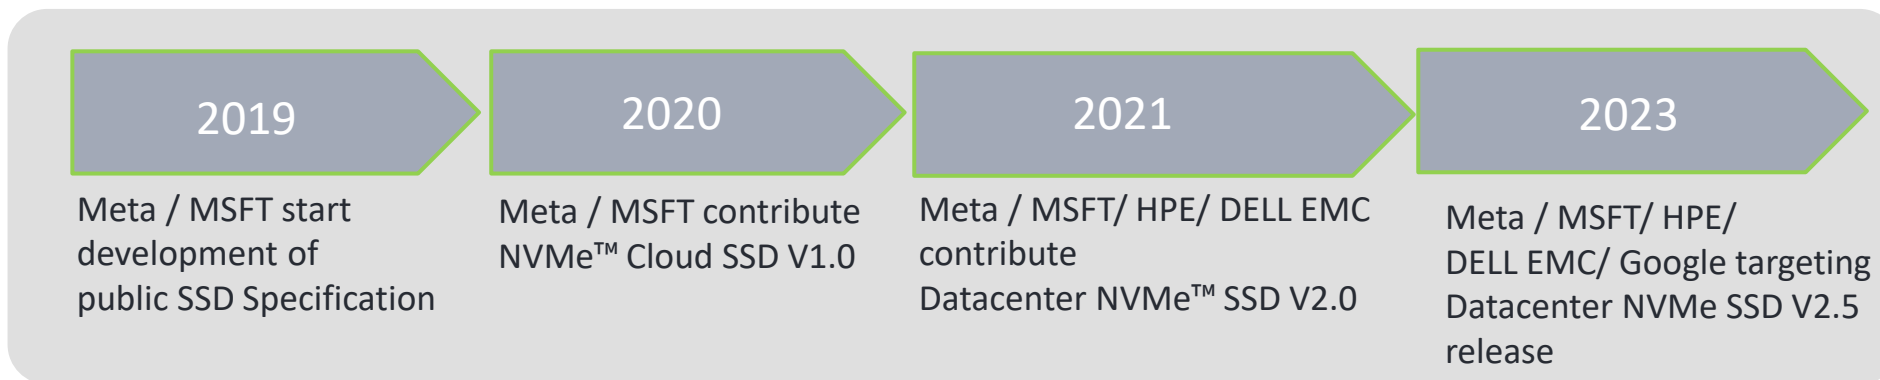 2019
Meta / MSFT start
development of
public SSD Specification
2020
Meta / MSFT contribute
NVMe™ Cloud SSD V1.0
2021
Meta / MSFT/ HPE/ DELL EMC
contribute
Datacenter NVMe™ SSD V2.0
2023
Meta / MSFT/ HPE/
DELL EMC/ Google targeting
Datacenter NVMe SSD V2.5
release